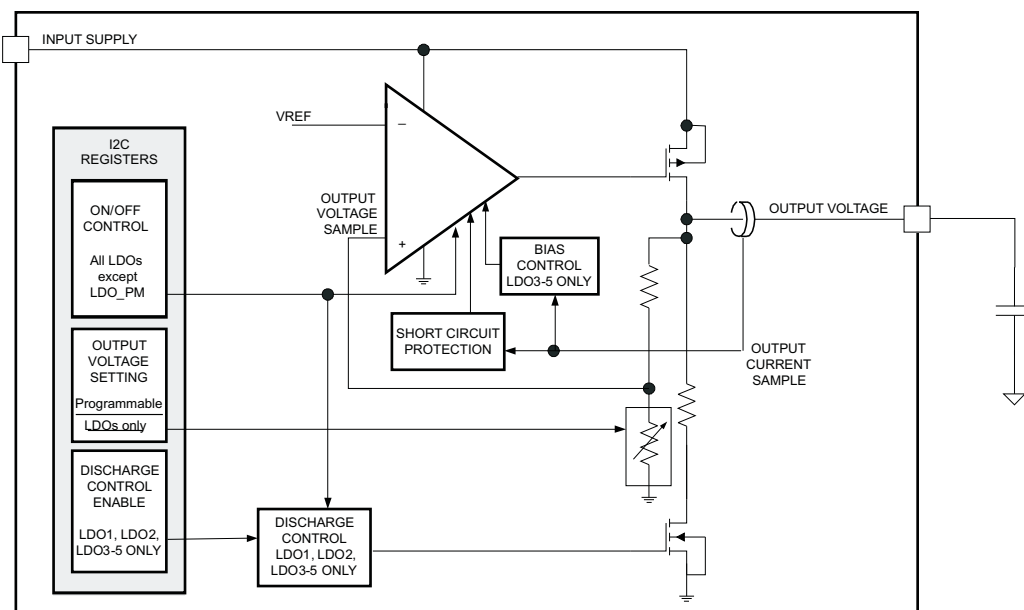 INPUT SUPPLY
VREF
−
+
OUTPUT
VOLTAGE
SAMPLE
I2C
REGISTERS
ON/OFF
CONTROL
All LDOs
except
LDO_PM
OUTPUT
VOLTAGE
SETTING
Programmable
LDOs only
DISCHARGE
CONTROL
ENABLE
LDO1, LDO2,
LDO3-5 ONLY
BIAS
CONTROL
LDO3-5 ONLY
SHORT CIRCUIT
PROTECTION
OUTPUT VOLTAGE
OUTPUT
CURRENT
SAMPLE
DISCHARGE
CONTROL
LDO1, LDO2,
LDO3-5 ONLY